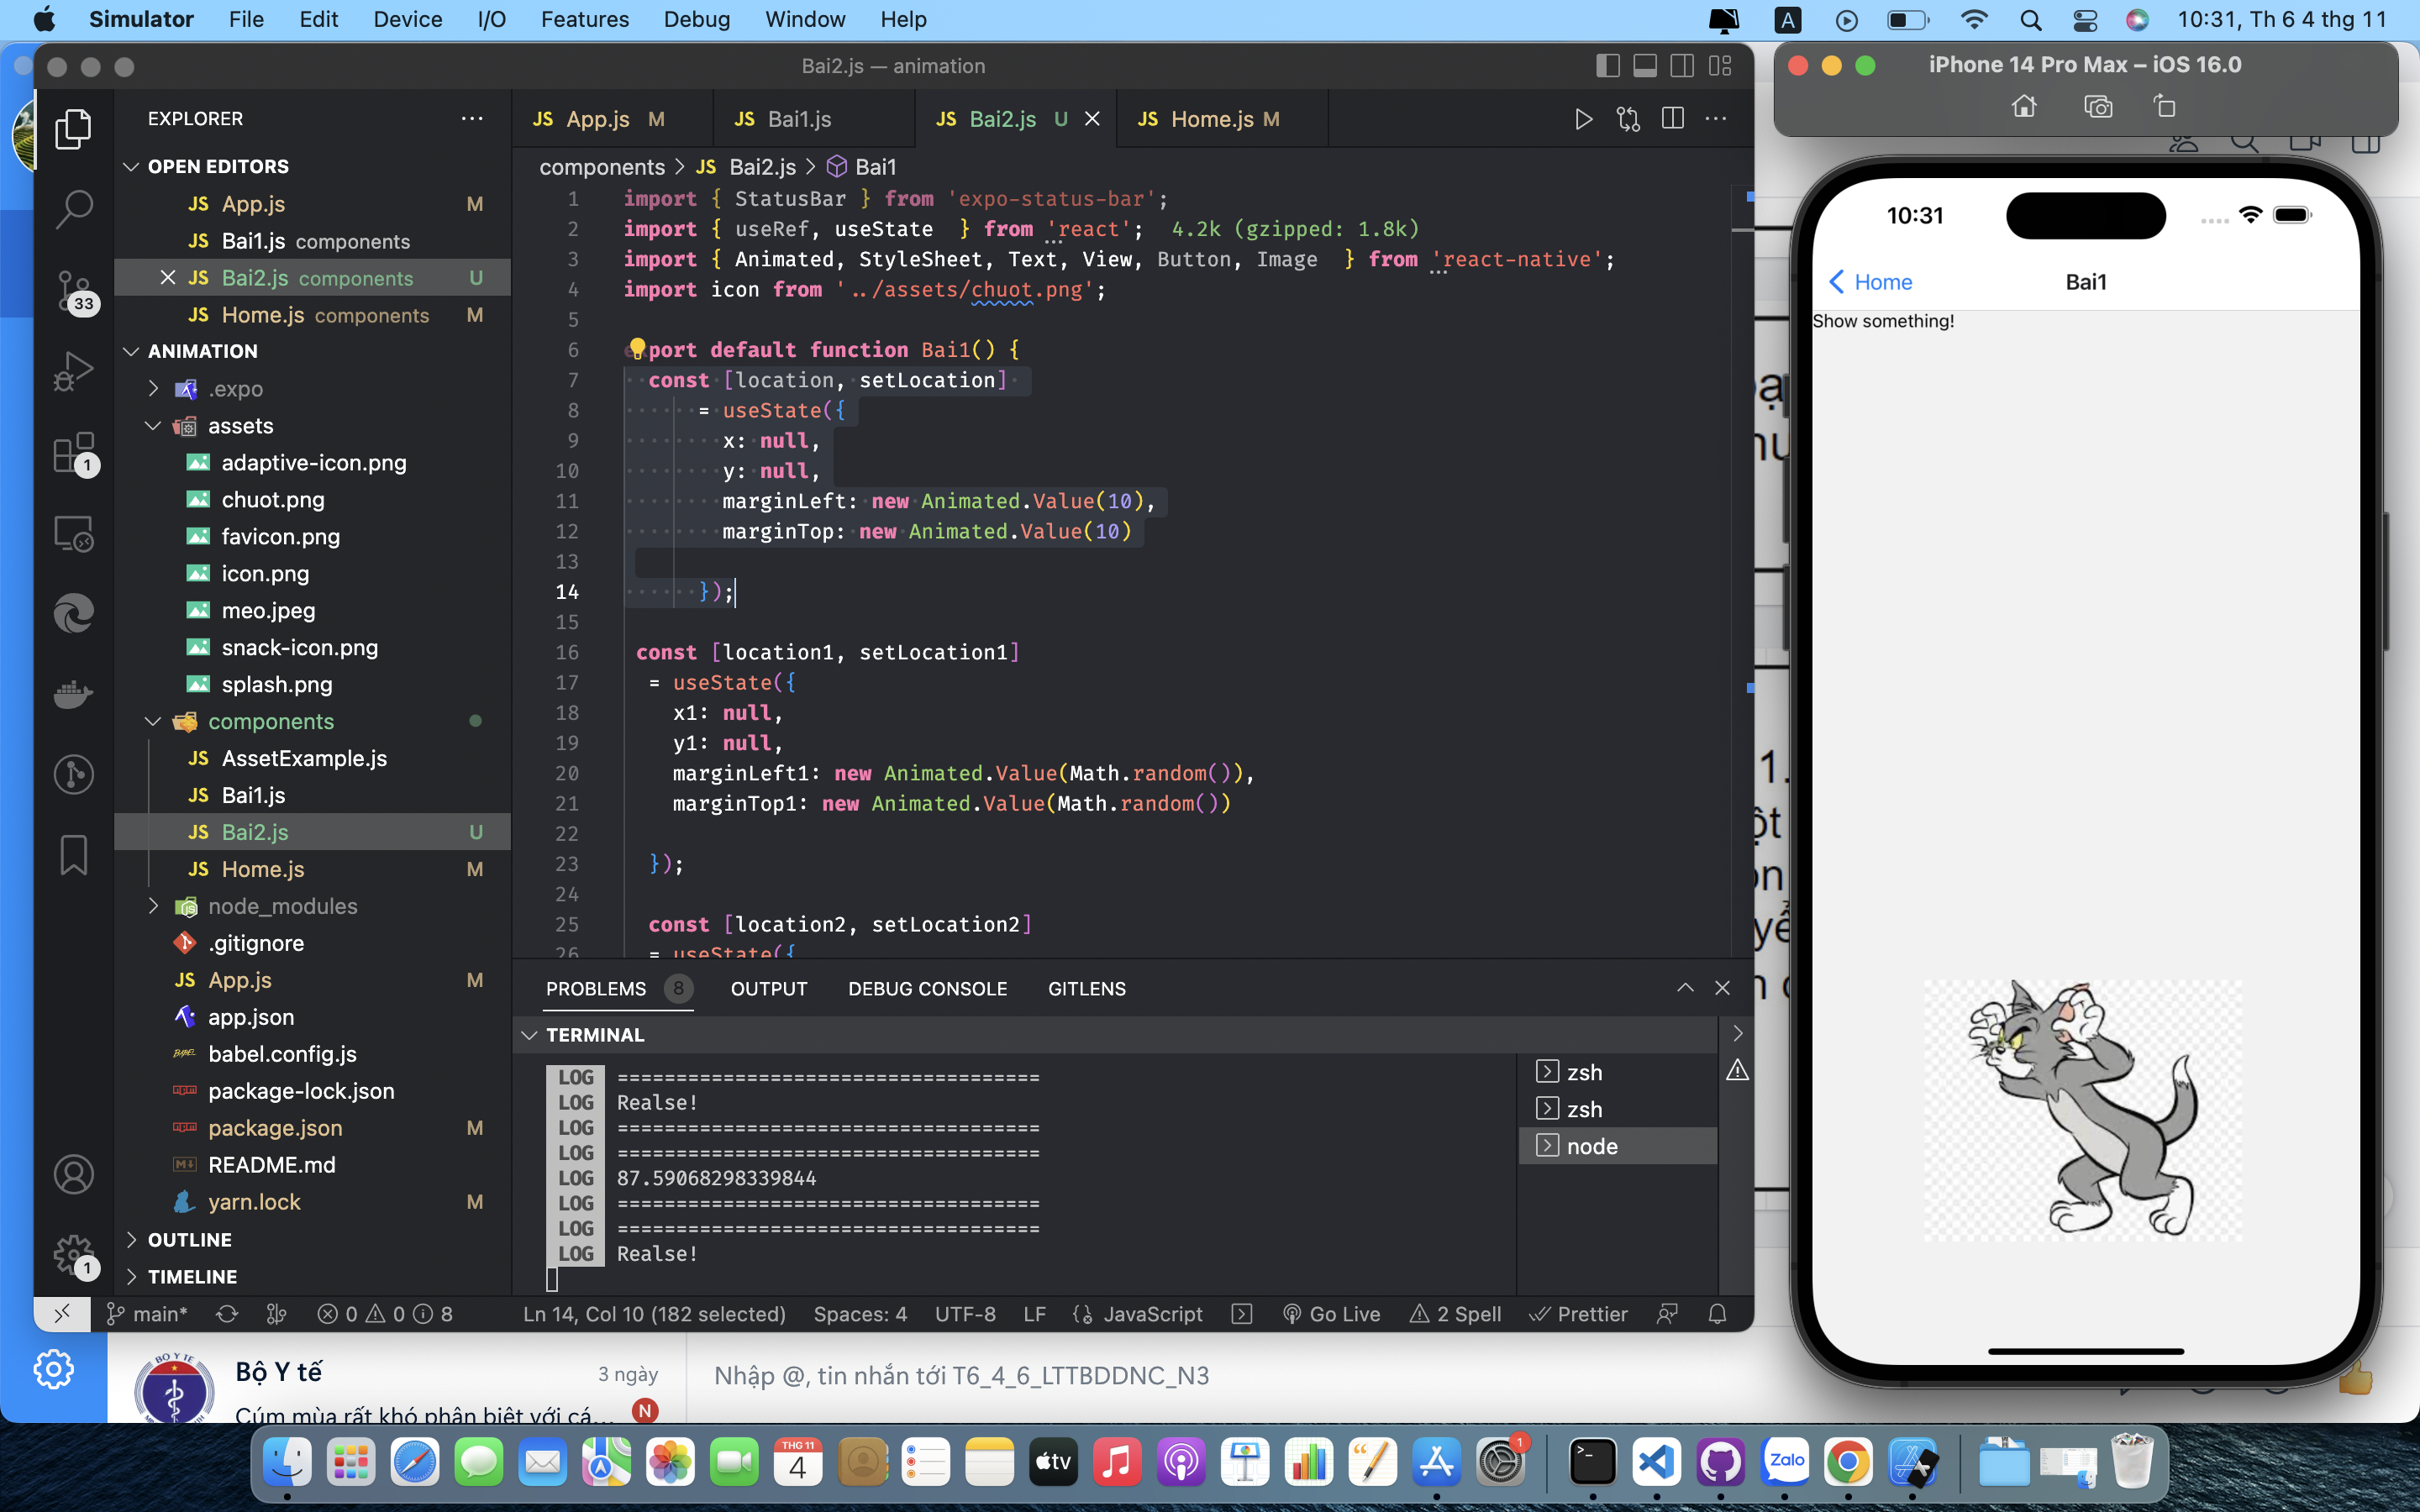 Simulator File Edit Device I/O Features Debug Window Help
A
10:31, Th 6 4 thg 11
Bai2.js — animation
EXPLORER
OPEN EDITORS
JS App.js M
JS Bai1.js components
JS Bai2.js components U
JS Home.js components M
ANIMATION
.expo
assets
adaptive-icon.png
chuot.png
favicon.png
icon.png
meo.jpeg
snack-icon.png
splash.png
components
JS AssetExample.js
JS Bai1.js
JS Bai2.js U
JS Home.js M
node_modules
.gitignore
JS App.js M
app.json
babel.config.js
package-lock.json
package.json M
README.md
yarn.lock M
OUTLINE
TIMELINE
33
1
1
JS App.js M JS Bai1.js JS Bai2.js U JS Home.js M
components > JS Bai2.js > Bai1
1 import { StatusBar } from 'expo-status-bar';
2 import { useRef, useState } from 'react'; 4.2k (gzipped: 1.8k)
3 import { Animated, StyleSheet, Text, View, Button, Image } from 'react-native';
4 import icon from '../assets/chuot.png';
5
6 port default function Bai1() {
7 const [location, setLocation]
8 = useState({
9 x: null,
10 y: null,
11 marginLeft: new Animated.Value(10),
12 marginTop: new Animated.Value(10)
13
14 });
15
16 const [location1, setLocation1]
17 = useState({
18 x1: null,
19 y1: null,
20 marginLeft1: new Animated.Value(Math.random()),
21 marginTop1: new Animated.Value(Math.random())
22
23 });
24
25 const [location2, setLocation2]
26 = useState({
PROBLEMS 8 OUTPUT DEBUG CONSOLE GITLENS
TERMINAL
LOG ===================================
LOG Realse!
LOG ===================================
LOG ===================================
LOG 87.59068298339844
LOG ===================================
LOG ===================================
LOG Realse!
zsh
zsh
node
main* 0 0 8 Ln 14, Col 10 (182 selected) Spaces: 4 UTF-8 LF JavaScript Go Live 2 Spell Prettier
iPhone 14 Pro Max – iOS 16.0
10:31
Home Bai1
Show something!
1.
Bộ Y tế 3 ngày
Cúm mùa rất khó phân biệt với cá... N
Nhập @, tin nhắn tới T6_4_6_LTTBDDNC_N3
THG 11
4
tv
1
Zalo